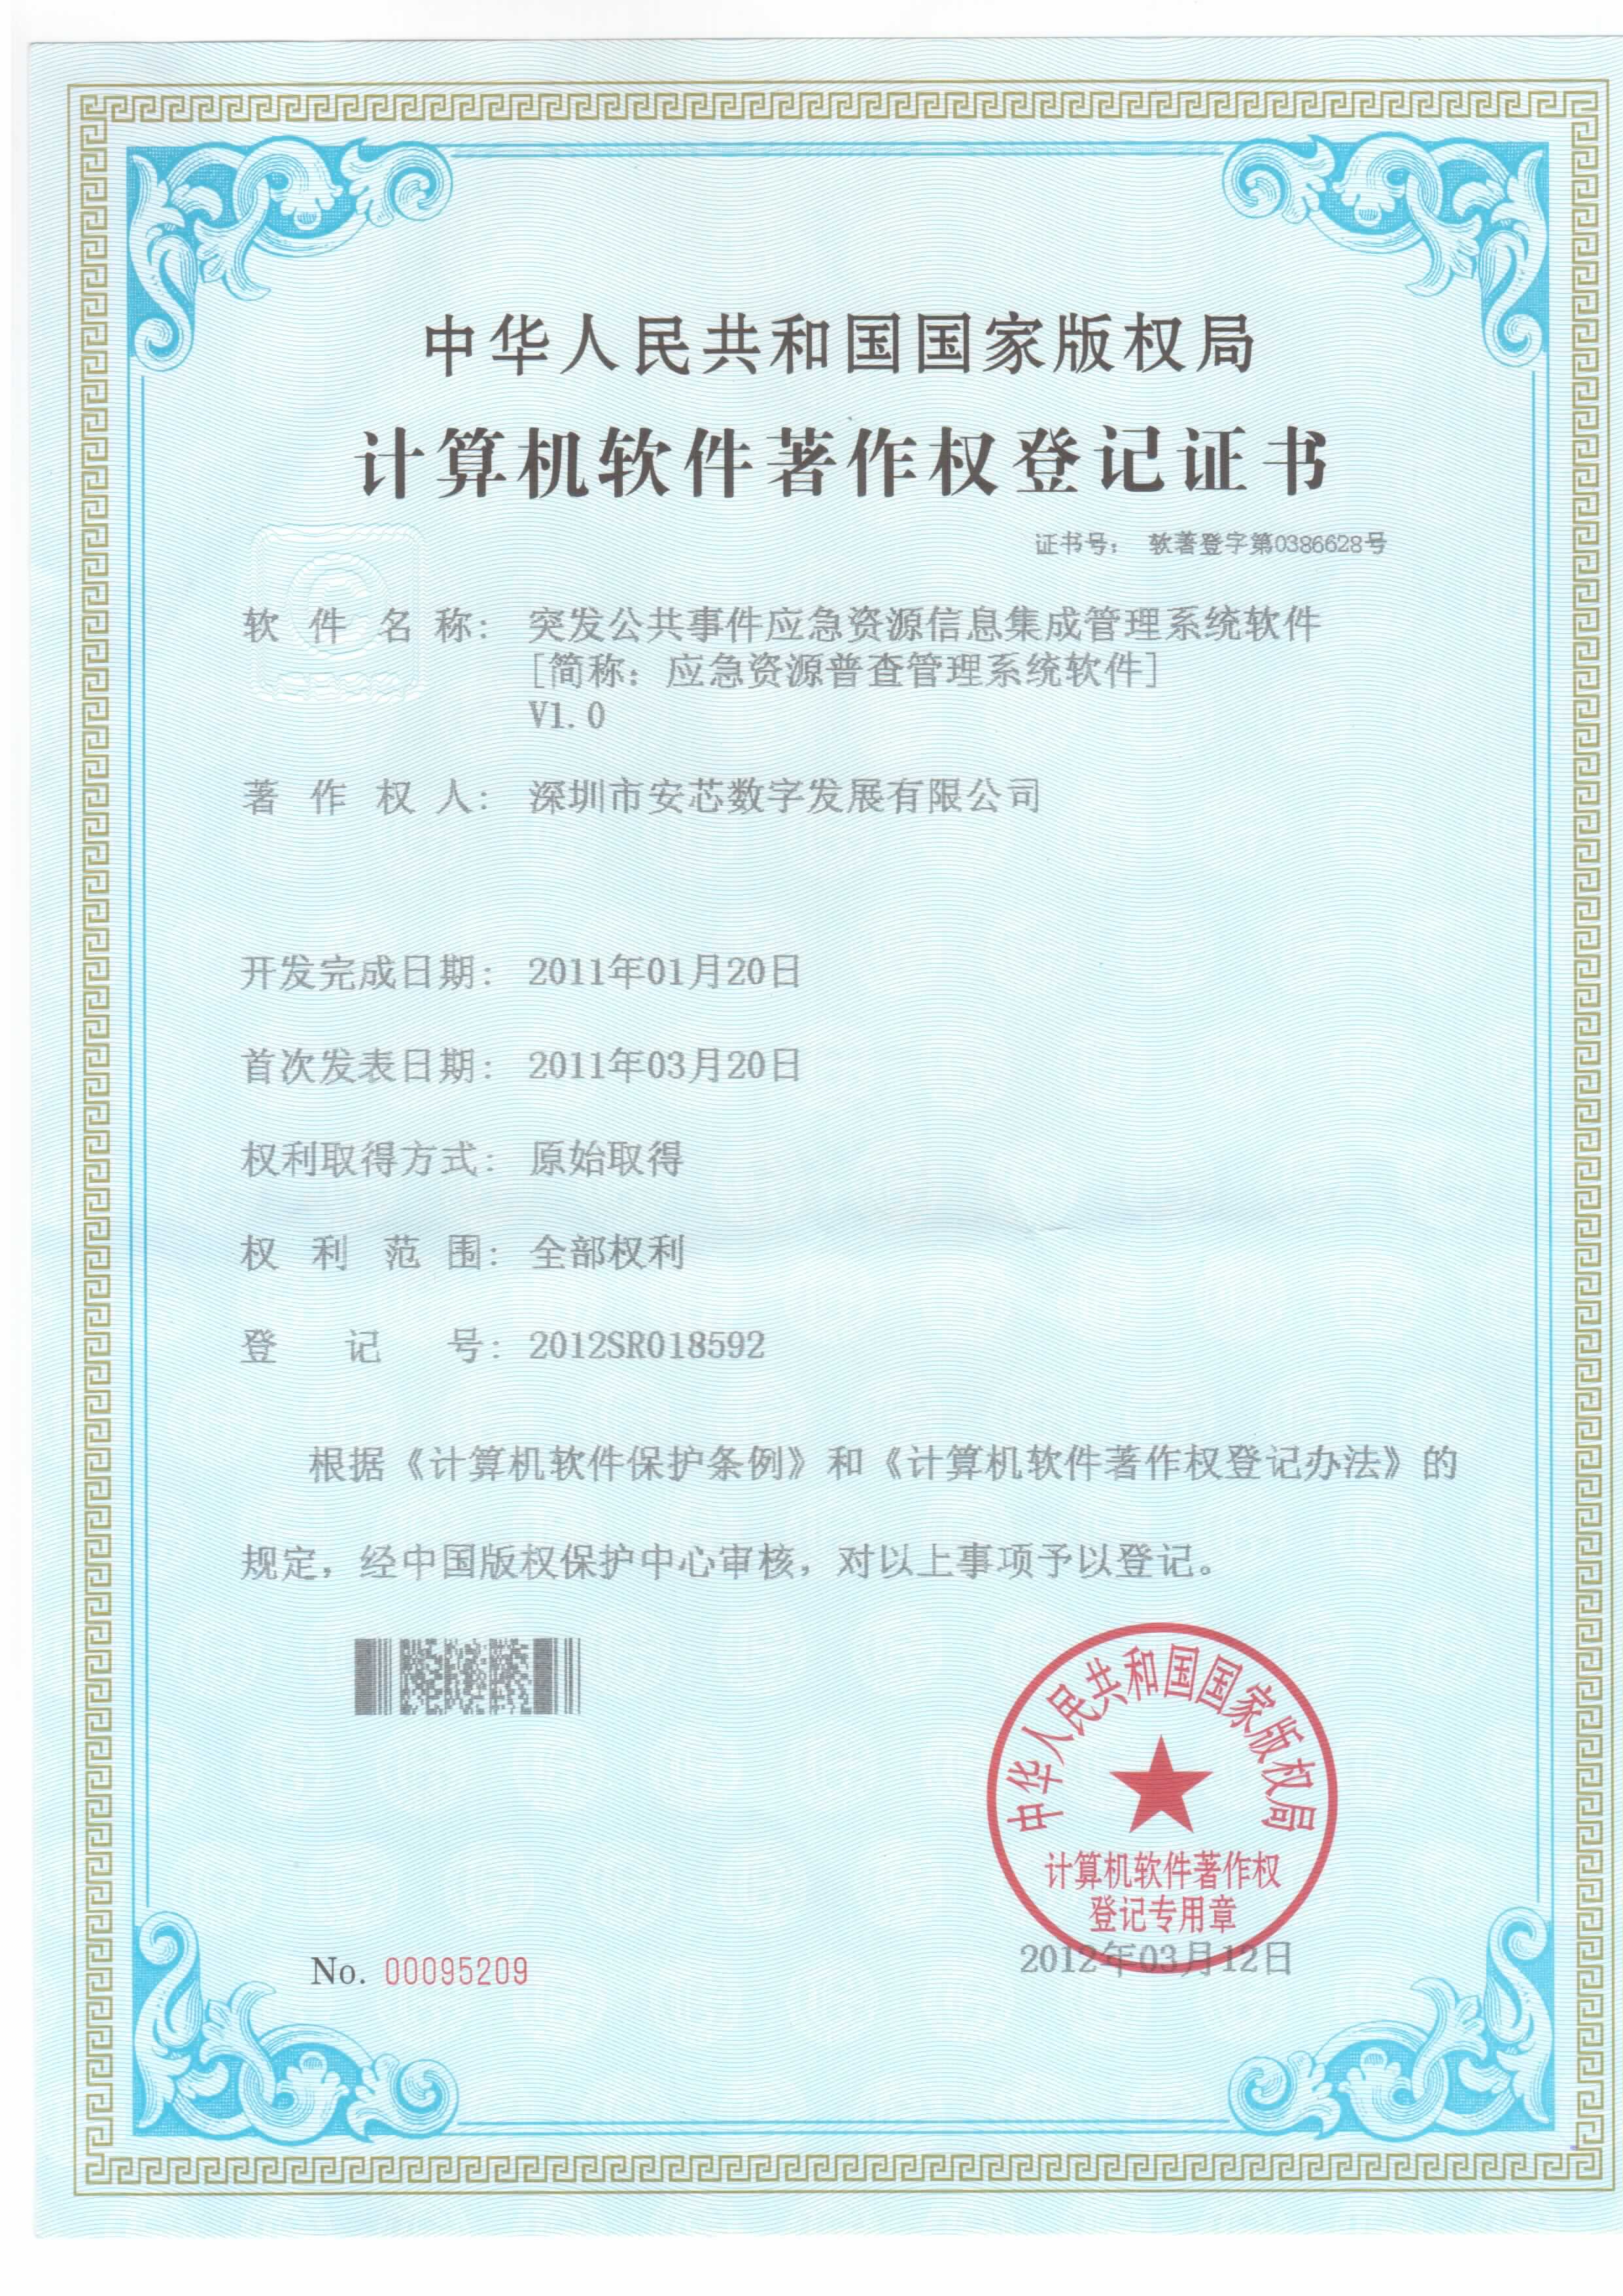 中华人民共和国国家版权局
计算机软件著作权登记证书
证书号： 软著登字第0386628号
软件名称： 突发公共事件应急资源信息集成管理系统软件
[简称：应急资源普查管理系统软件]
V1.0
著作权人： 深圳市安芯数字发展有限公司
开发完成日期： 2011年01月20日
首次发表日期： 2011年03月20日
权利取得方式： 原始取得
权利范围： 全部权利
登记号： 2012SR018592
根据《计算机软件保护条例》和《计算机软件著作权登记办法》的
规定，经中国版权保护中心审核，对以上事项予以登记。
中华人民共和国国家版权局
计算机软件著作权
登记专用章
No. 00095209
2012年03月12日